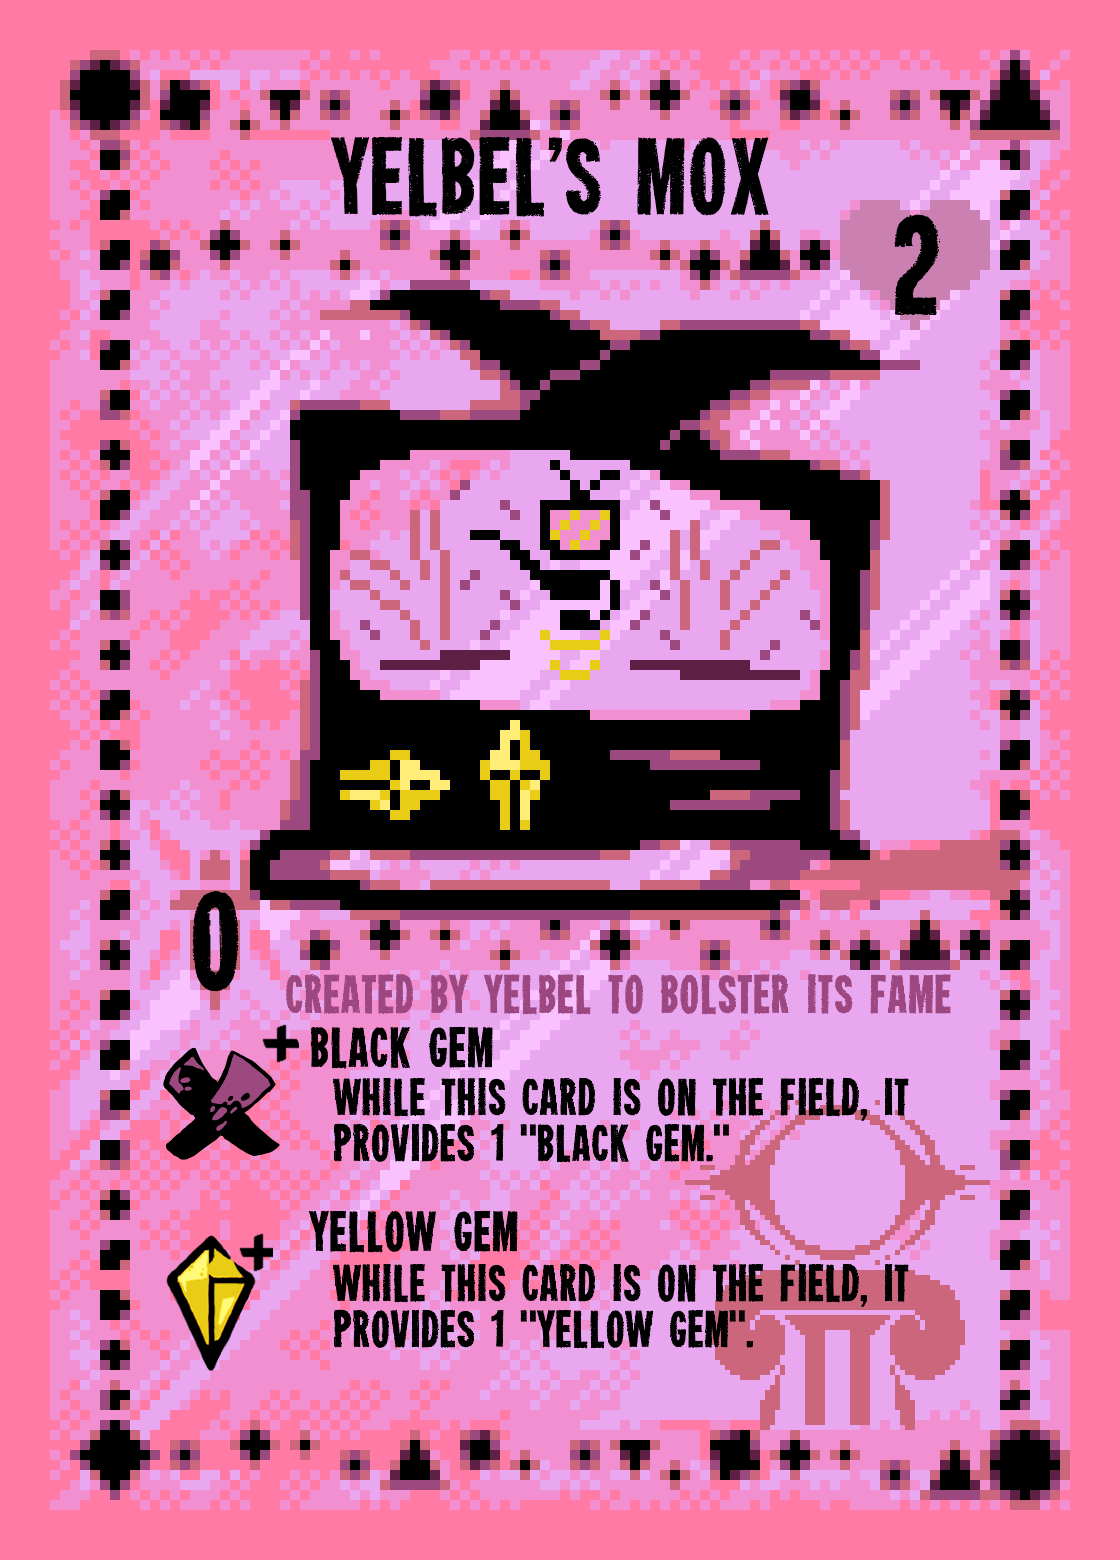 YELBEL'S MOX
2
0
CREATED BY YELBEL TO BOLSTER ITS FAME
BLACK GEM
WHILE THIS CARD IS ON THE FIELD, IT
PROVIDES 1 "BLACK GEM."
YELLOW GEM
WHILE THIS CARD IS ON THE FIELD, IT
PROVIDES 1 "YELLOW GEM".